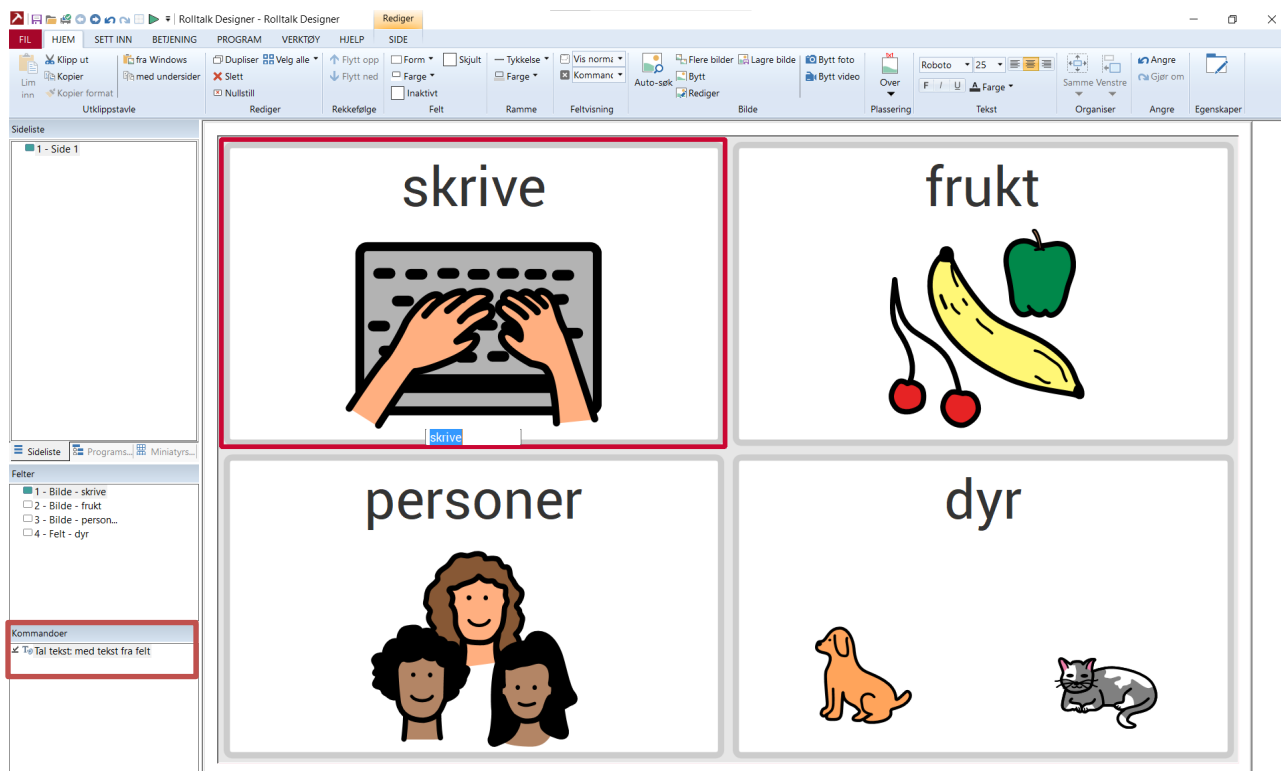 Rolltalk Designer - Rolltalk Designer
Rediger
FIL HJEM SETT INN BETJENING PROGRAM VERKTØY HJELP SIDE
Lim inn
Klipp ut
Kopier
Kopier format
fra Windows
med undersider
Utklippstavle
Dupliser
Velg alle
Slett
Nullstill
Rediger
Flytt opp
Flytt ned
Rekkefølge
Form
Skjult
Farge
Inaktivt
Felt
Tykkelse
Farge
Ramme
Vis norma
Kommanc
Feltvisning
Auto-søk
Flere bilder
Lagre bilde
Bytt
Rediger
Bilde
Bytt foto
Bytt video
txt
Over
Plassering
Roboto
25
F I U
Farge
Tekst
Samme
Venstre
Organiser
Angre
Gjør om
Angre
Egenskaper
Sideliste
1 - Side 1
Sideliste
Programs...
Miniatyrs...
Felter
1 - Bilde - skrive
2 - Bilde - frukt
3 - Bilde - person...
4 - Felt - dyr
Kommandoer
Tal tekst: med tekst fra felt
skrive
skrive
frukt
personer
dyr